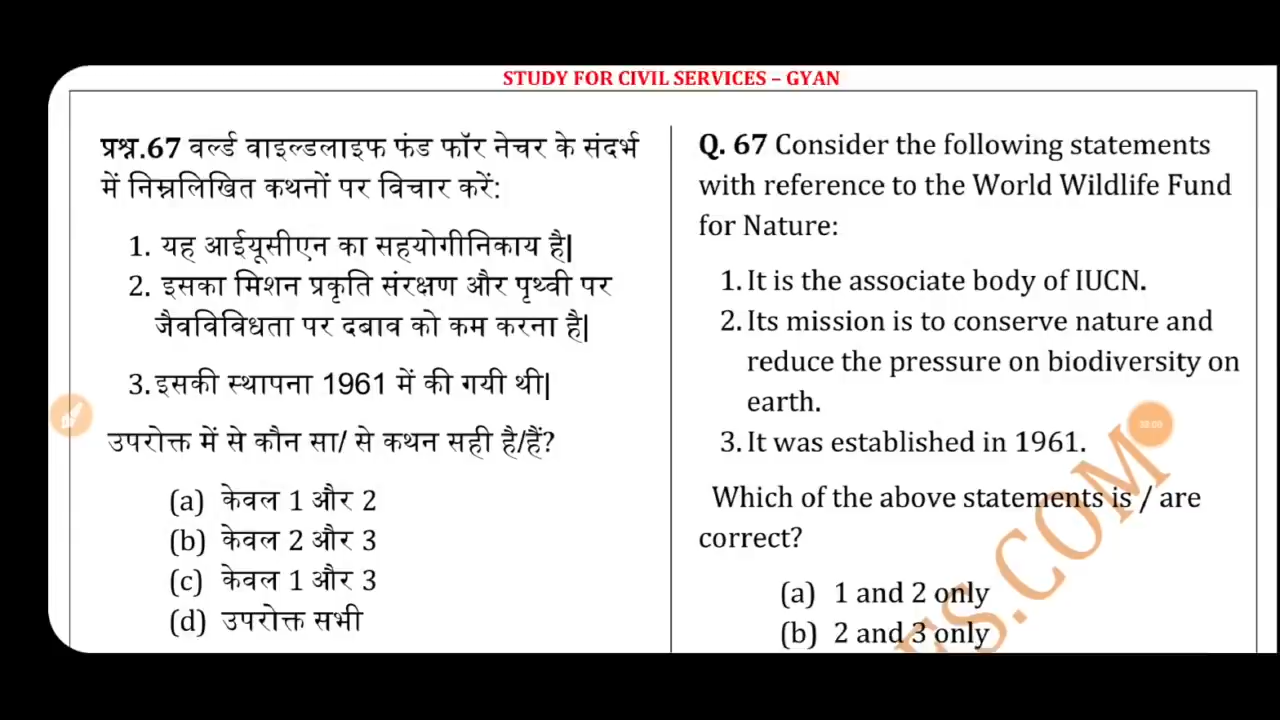 STUDY FOR CIVIL SERVICES – GYAN
प्रश्न.67 वर्ल्ड वाइल्डलाइफ फंड फॉर नेचर के संदर्भ
में निम्नलिखित कथनों पर विचार करें:
1. यह आईयूसीएन का सहयोगीनिकाय है|
2. इसका मिशन प्रकृति संरक्षण और पृथ्वी पर
जैवविविधता पर दबाव को कम करना है|
3. इसकी स्थापना 1961 में की गयी थी|
उपरोक्त में से कौन सा/ से कथन सही है/हैं?
(a) केवल 1 और 2
(b) केवल 2 और 3
(c) केवल 1 और 3
(d) उपरोक्त सभी
Q. 67 Consider the following statements
with reference to the World Wildlife Fund
for Nature:
1. It is the associate body of IUCN.
2. Its mission is to conserve nature and
reduce the pressure on biodiversity on
earth.
3. It was established in 1961.
Which of the above statements is / are
correct?
(a) 1 and 2 only
(b) 2 and 3 only
ES.COM